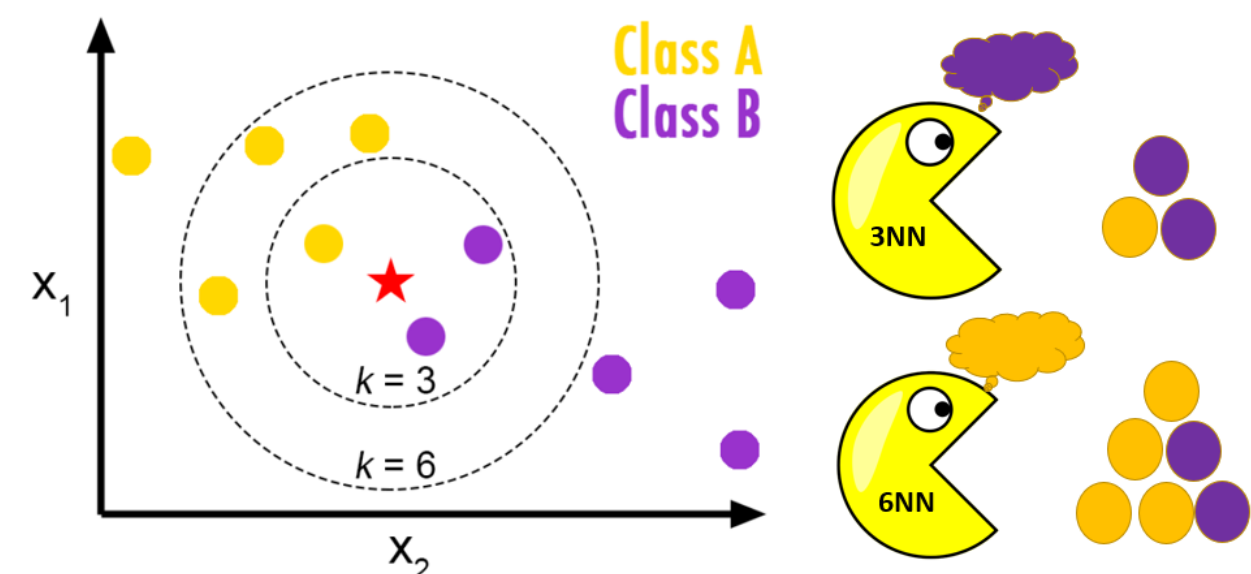 Class A
Class B
x₁
k = 3
k = 6
x₂
3NN
6NN